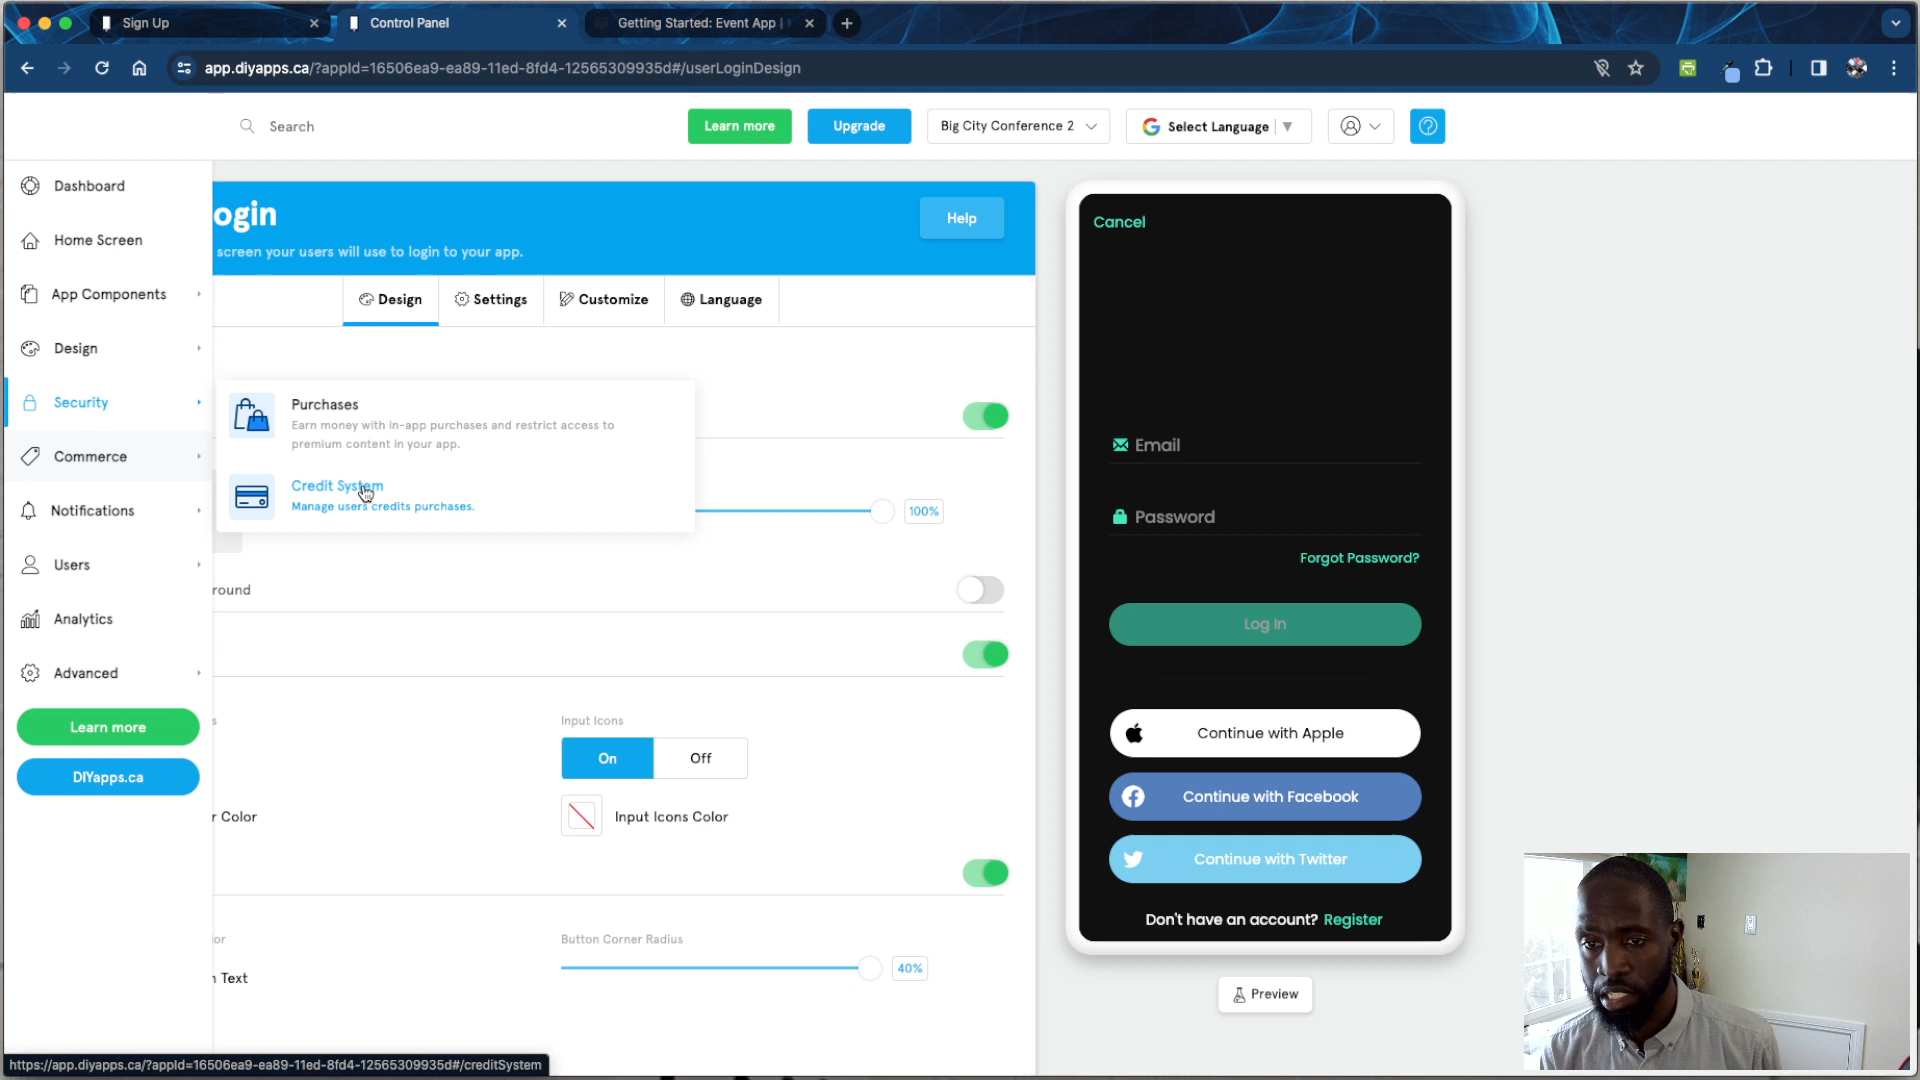 Sign Up
Control Panel
Getting Started: Event App |
app.diyapps.ca/?appId=16506ea9-ea89-11ed-8fd4-12565309935d#/userLoginDesign
Search
Learn more
Upgrade
Big City Conference 2
Select Language
Dashboard
Home Screen
App Components
Design
Security
Commerce
Notifications
Users
Analytics
Advanced
Learn more
DIYapps.ca
ogin
screen your users will use to login to your app.
Help
Design
Settings
Customize
Language
Purchases
Earn money with in-app purchases and restrict access to
premium content in your app.
Credit System
Manage users credits purchases.
100%
round
s
Input Icons
On
Off
r Color
Input Icons Color
or
Button Corner Radius
n Text
40%
Cancel
Email
Password
Forgot Password?
Log In
Continue with Apple
Continue with Facebook
Continue with Twitter
Don't have an account? Register
Preview
https://app.diyapps.ca/?appId=16506ea9-ea89-11ed-8fd4-12565309935d#/creditSystem